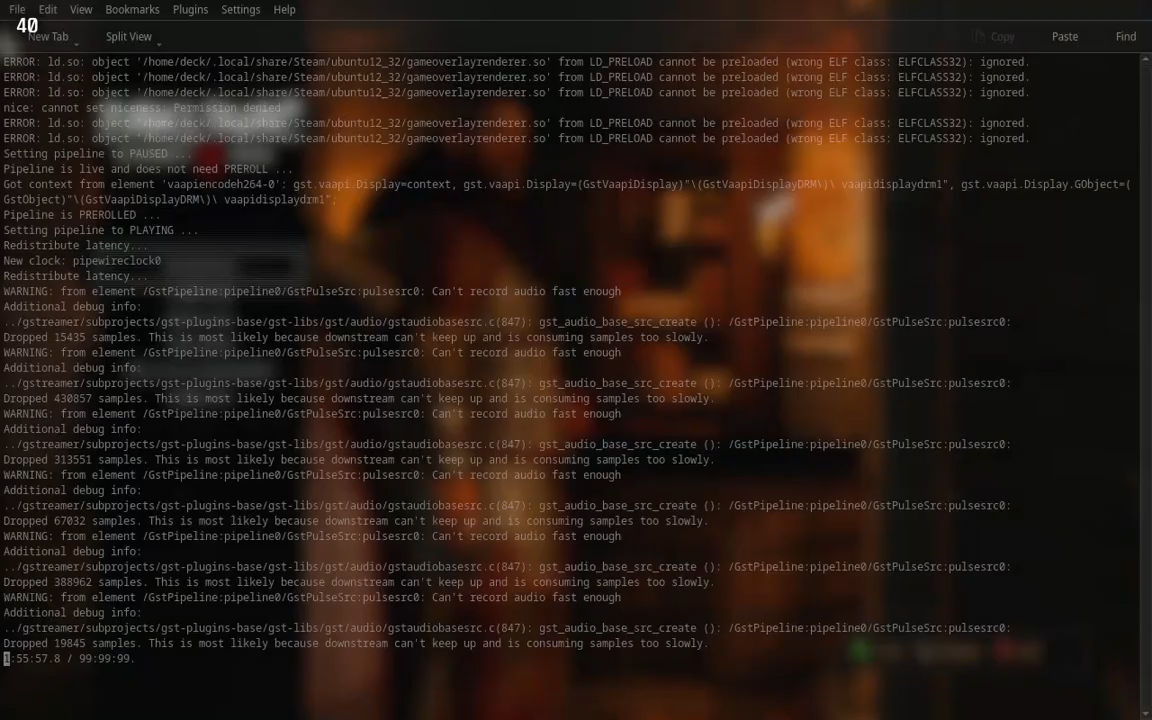 File Edit View Bookmarks Plugins Settings Help
40
New Tab Split View Copy Paste Find
ERROR: ld.so: object '/home/deck/.local/share/Steam/ubuntu12_32/gameoverlayrenderer.so' from LD_PRELOAD cannot be preloaded (wrong ELF class: ELFCLASS32): ignored.
ERROR: ld.so: object '/home/deck/.local/share/Steam/ubuntu12_32/gameoverlayrenderer.so' from LD_PRELOAD cannot be preloaded (wrong ELF class: ELFCLASS32): ignored.
ERROR: ld.so: object '/home/deck/.local/share/Steam/ubuntu12_32/gameoverlayrenderer.so' from LD_PRELOAD cannot be preloaded (wrong ELF class: ELFCLASS32): ignored.
nice: cannot set niceness: Permission denied
ERROR: ld.so: object '/home/deck/.local/share/Steam/ubuntu12_32/gameoverlayrenderer.so' from LD_PRELOAD cannot be preloaded (wrong ELF class: ELFCLASS32): ignored.
ERROR: ld.so: object '/home/deck/.local/share/Steam/ubuntu12_32/gameoverlayrenderer.so' from LD_PRELOAD cannot be preloaded (wrong ELF class: ELFCLASS32): ignored.
Setting pipeline to PAUSED ...
Pipeline is live and does not need PREROLL ...
Got context from element 'vaapiencodeh264-0': gst.vaapi.Display=context, gst.vaapi.Display=(GstVaapiDisplay)"\(GstVaapiDisplayDRM\)\ vaapidisplaydrm1", gst.vaapi.Display.GObject=(
GstObject)"\(GstVaapiDisplayDRM\)\ vaapidisplaydrm1";
Pipeline is PREROLLED ...
Setting pipeline to PLAYING ...
Redistribute latency...
New clock: pipewireclock0
Redistribute latency...
WARNING: from element /GstPipeline:pipeline0/GstPulseSrc:pulsesrc0: Can't record audio fast enough
Additional debug info:
../gstreamer/subprojects/gst-plugins-base/gst-libs/gst/audio/gstaudiobasesrc.c(847): gst_audio_base_src_create (): /GstPipeline:pipeline0/GstPulseSrc:pulsesrc0:
Dropped 15435 samples. This is most likely because downstream can't keep up and is consuming samples too slowly.
WARNING: from element /GstPipeline:pipeline0/GstPulseSrc:pulsesrc0: Can't record audio fast enough
Additional debug info:
../gstreamer/subprojects/gst-plugins-base/gst-libs/gst/audio/gstaudiobasesrc.c(847): gst_audio_base_src_create (): /GstPipeline:pipeline0/GstPulseSrc:pulsesrc0:
Dropped 430857 samples. This is most likely because downstream can't keep up and is consuming samples too slowly.
WARNING: from element /GstPipeline:pipeline0/GstPulseSrc:pulsesrc0: Can't record audio fast enough
Additional debug info:
../gstreamer/subprojects/gst-plugins-base/gst-libs/gst/audio/gstaudiobasesrc.c(847): gst_audio_base_src_create (): /GstPipeline:pipeline0/GstPulseSrc:pulsesrc0:
Dropped 313551 samples. This is most likely because downstream can't keep up and is consuming samples too slowly.
WARNING: from element /GstPipeline:pipeline0/GstPulseSrc:pulsesrc0: Can't record audio fast enough
Additional debug info:
../gstreamer/subprojects/gst-plugins-base/gst-libs/gst/audio/gstaudiobasesrc.c(847): gst_audio_base_src_create (): /GstPipeline:pipeline0/GstPulseSrc:pulsesrc0:
Dropped 67032 samples. This is most likely because downstream can't keep up and is consuming samples too slowly.
WARNING: from element /GstPipeline:pipeline0/GstPulseSrc:pulsesrc0: Can't record audio fast enough
Additional debug info:
../gstreamer/subprojects/gst-plugins-base/gst-libs/gst/audio/gstaudiobasesrc.c(847): gst_audio_base_src_create (): /GstPipeline:pipeline0/GstPulseSrc:pulsesrc0:
Dropped 388962 samples. This is most likely because downstream can't keep up and is consuming samples too slowly.
WARNING: from element /GstPipeline:pipeline0/GstPulseSrc:pulsesrc0: Can't record audio fast enough
Additional debug info:
../gstreamer/subprojects/gst-plugins-base/gst-libs/gst/audio/gstaudiobasesrc.c(847): gst_audio_base_src_create (): /GstPipeline:pipeline0/GstPulseSrc:pulsesrc0:
Dropped 19845 samples. This is most likely because downstream can't keep up and is consuming samples too slowly.
1:55:57.8 / 99:99:99.